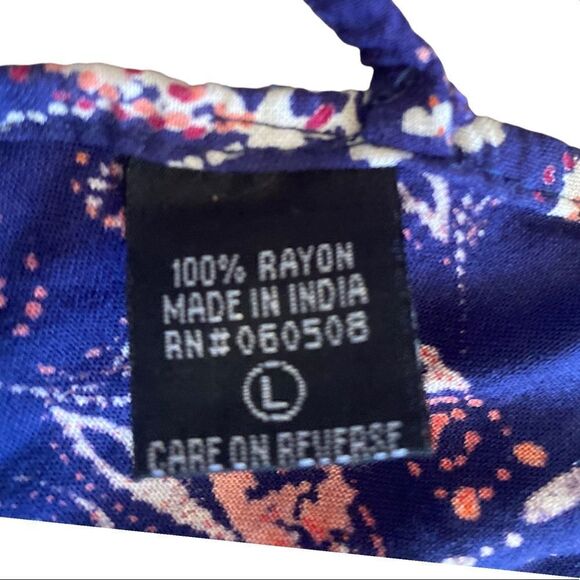 100% RAYON
MADE IN INDIA
RN#060508
L
CARE ON REVERSE